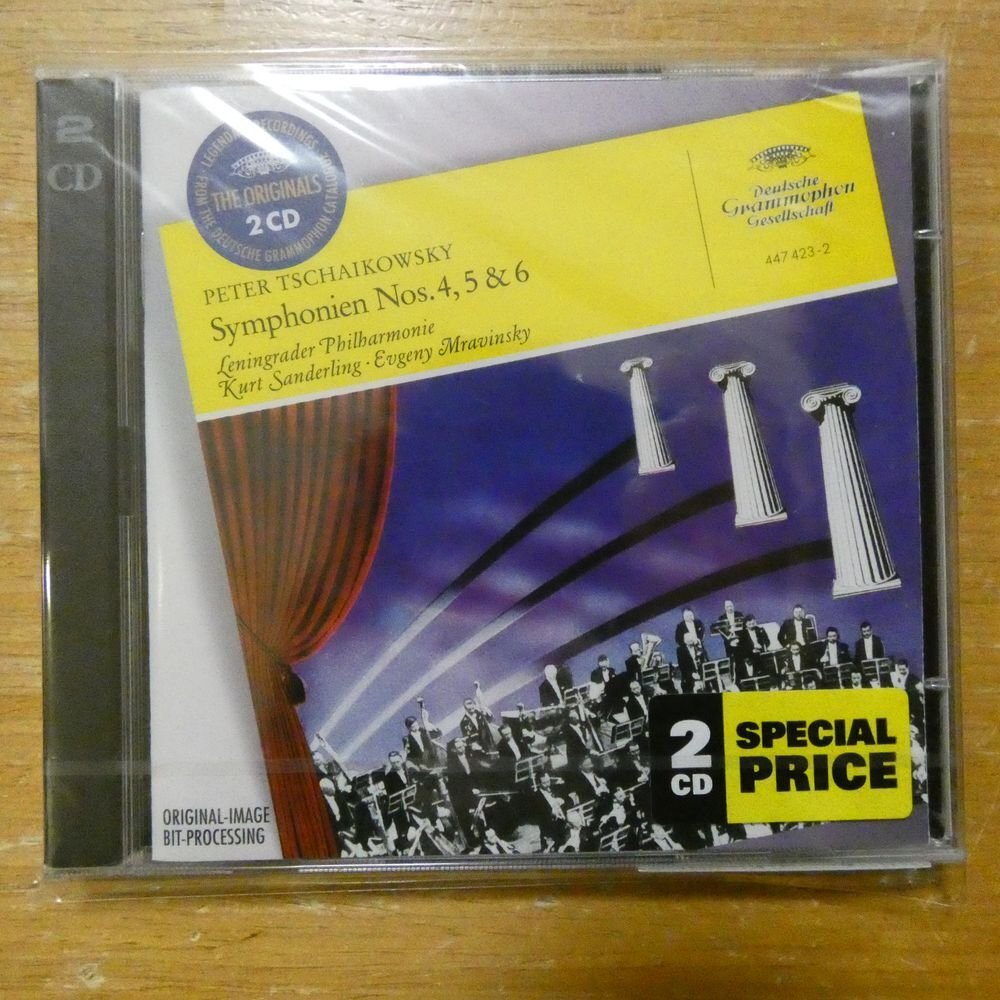 2
CD
LEGENDARY RECORDINGS
FROM THE DEUTSCHE GRAMMOPHON CATALOGUE
THE ORIGINALS
2 CD
Deutsche
Grammophon
Gesellschaft
447 423-2
PETER TSCHAIKOWSKY
Symphonien Nos. 4, 5 & 6
Leningrader Philharmonie
Kurt Sanderling · Evgeny Mravinsky
2
CD
SPECIAL
PRICE
ORIGINAL-IMAGE
BIT-PROCESSING